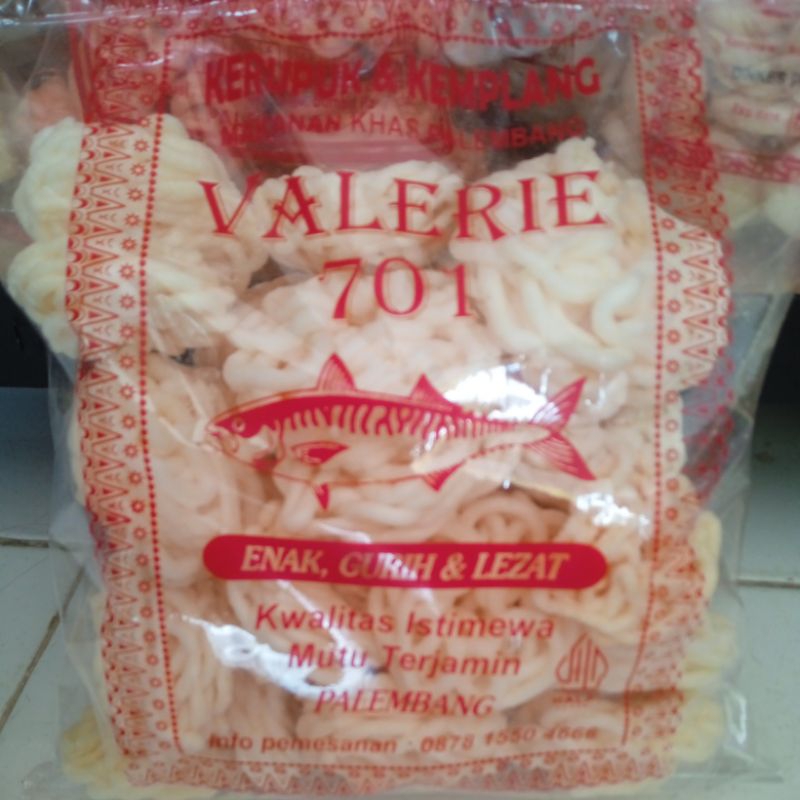 KERUPUK & KEMPLANG
MAKANAN KHAS PALEMBANG
VALERIE
701
ENAK, GURIH & LEZAT
Kwalitas Istimewa
Mutu Terjamin
PALEMBANG
Info pemesanan : 0878 1550 4666
HALAL